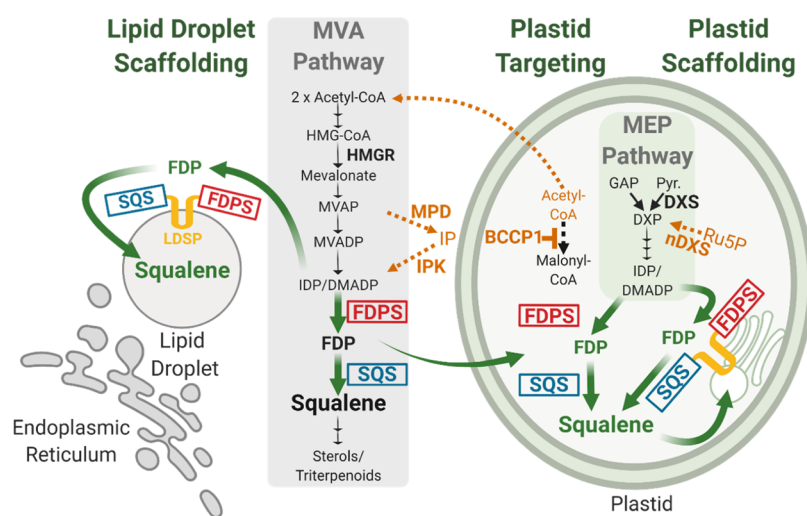 Lipid Droplet
Scaffolding
MVA
Pathway
Plastid
Targeting
Plastid
Scaffolding
2 x Acetyl-CoA
HMG-CoA
HMGR
Mevalonate
MVAP
MPD
IP
MVADP
IPK
IDP/DMADP
FDPS
FDP
SQS
Squalene
Sterols/
Triterpenoids
FDP
SQS
FDPS
LDSP
Squalene
Lipid
Droplet
Endoplasmic
Reticulum
MEP
Pathway
GAP
Pyr.
DXS
DXP
Ru5P
nDXS
IDP/
DMADP
Acetyl-
CoA
BCCP1
Malonyl-
CoA
FDPS
FDP
SQS
FDPS
FDP
SQS
Squalene
Plastid